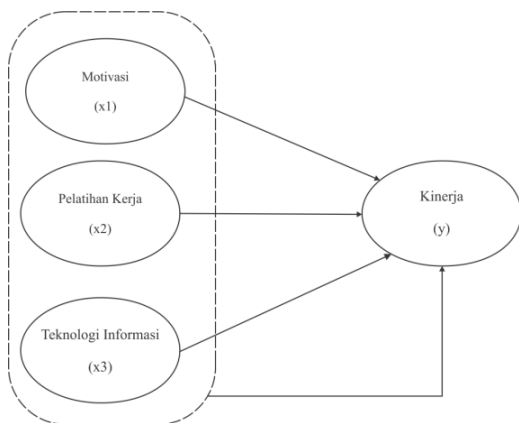 Motivasi
(x1)
Pelatihan Kerja
(x2)
Kinerja
(y)
Teknologi Informasi
(x3)